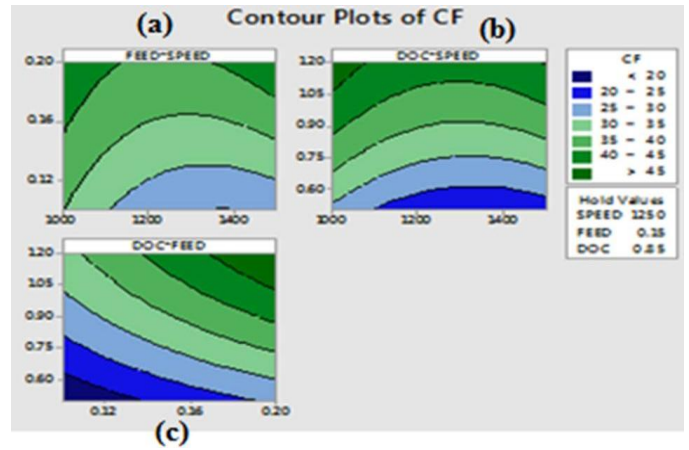 (a)
Contour Plots of CF
(b)
FEED*SPEED
0.20
0.16
0.12
1000 1200 1400
DOC*SPEED
1.20
1.05
0.90
0.75
0.60
1000 1200 1400
CF
< 20
20 – 25
25 – 30
30 – 35
35 – 40
40 – 45
> 45
Hold Values
SPEED 1250
FEED 0.15
DOC 0.85
DOC*FEED
1.20
1.05
0.90
0.75
0.60
0.12 0.16 0.20
(c)